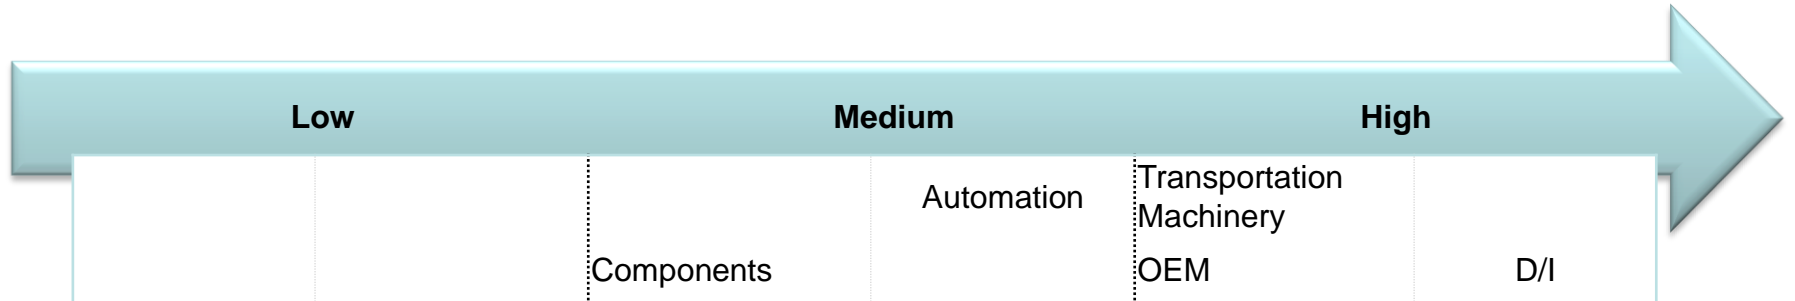 Low Medium High
Automation Transportation
Machinery
Components OEM D/I